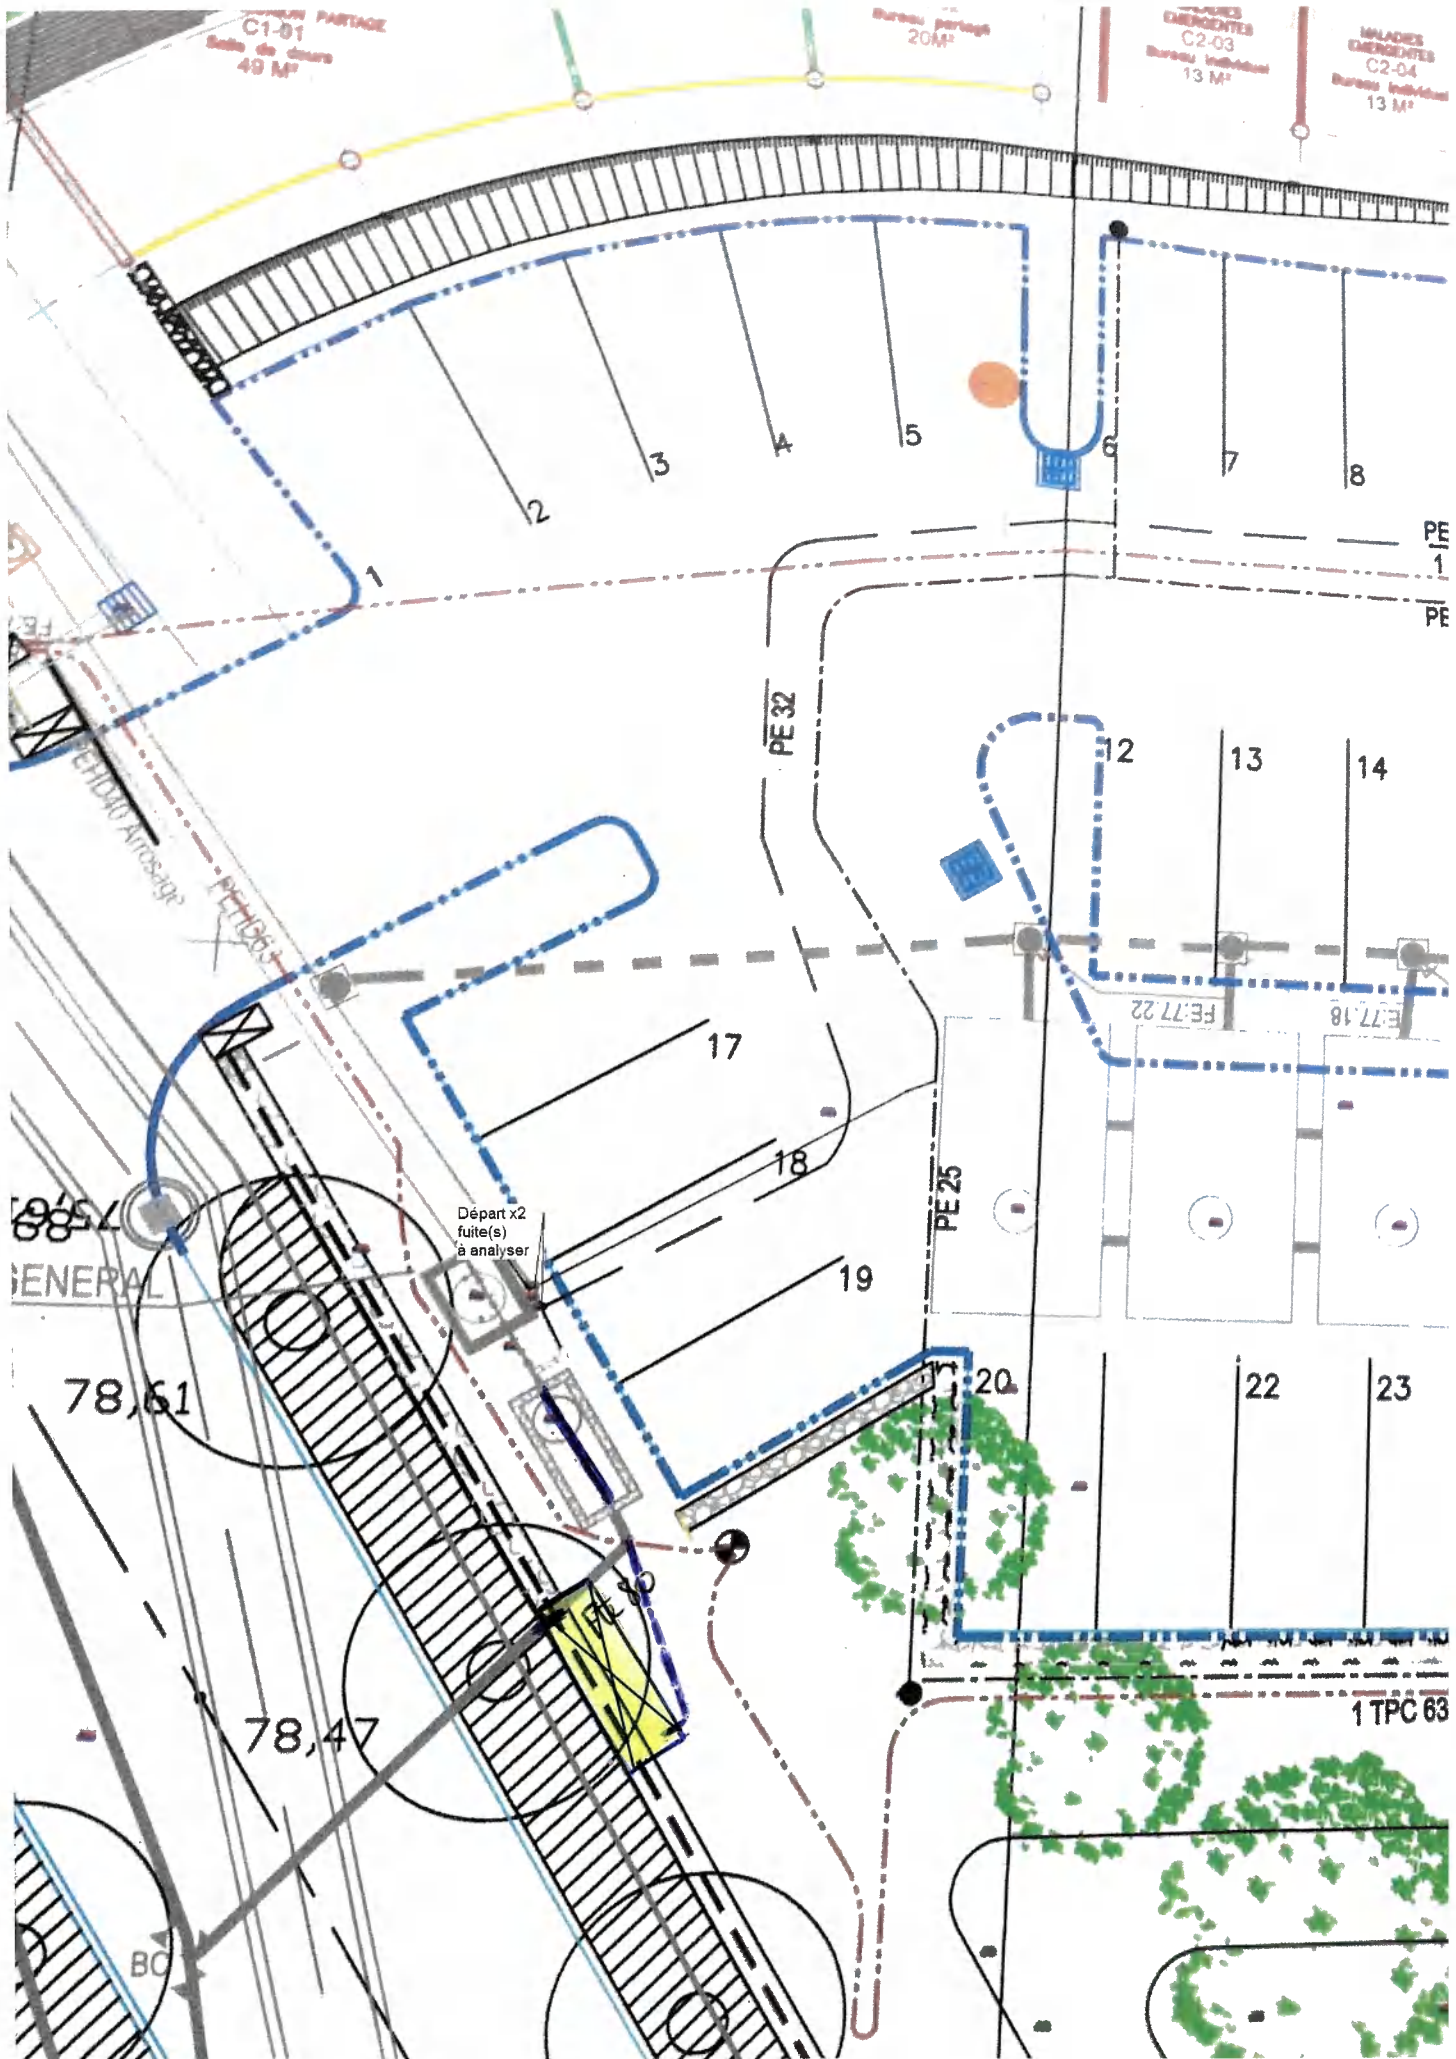 PARTAGE
C1-01
Salle de cours
49 M²
Bureau partagé
20M²
EMERGENTES
C2-03
Bureau individuel
13 M²
MALADIES
EMERGENTES
C2-04
Bureau individuel
13 M²
1
2
3
4
5
6
7
8
PE
1
PE
PE 32
12
13
14
PEHD40 Arrosage
PEHD63
FE:77.22
E:77.18
17
18
19
PE 25
Départ x2
fuite(s)
à analyser
GENERAL
78,61
20
22
23
PE 80
78,47
1 TPC 63
BC